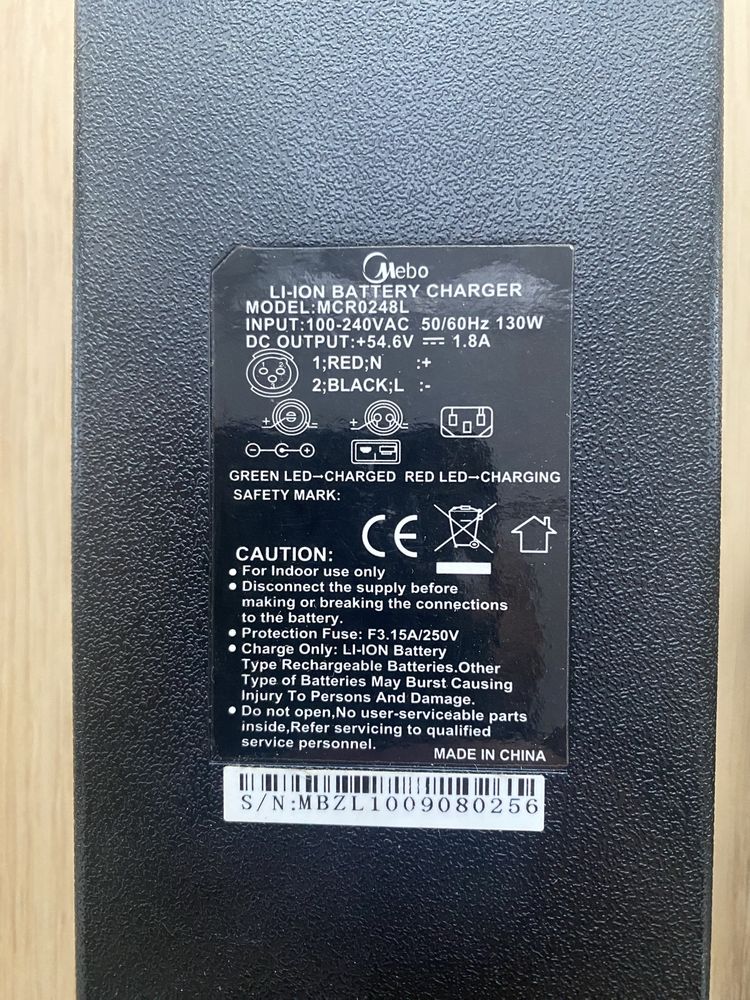 Mebo
LI-ION BATTERY CHARGER
MODEL:MCR0248L
INPUT:100-240VAC 50/60Hz 130W
DC OUTPUT:+54.6V ⎓ 1.8A
1;RED;N :+
2;BLACK;L :-
GREEN LED→CHARGED RED LED→CHARGING
SAFETY MARK:
CE
CAUTION:
• For Indoor use only
• Disconnect the supply before
making or breaking the connections
to the battery.
• Protection Fuse: F3.15A/250V
• Charge Only: LI-ION Battery
Type Rechargeable Batteries.Other
Type of Batteries May Burst Causing
Injury To Persons And Damage.
• Do not open,No user-serviceable parts
inside,Refer servicing to qualified
service personnel.
MADE IN CHINA
S/N:MBZL1009080256